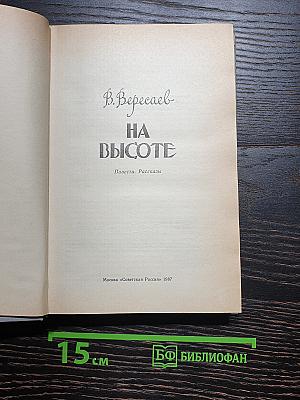 В. Вересаев
НА
ВЫСОТЕ
Повести. Рассказы
Москва «Советская Россия» 1987
15 см
БФ БИБЛИОФАН